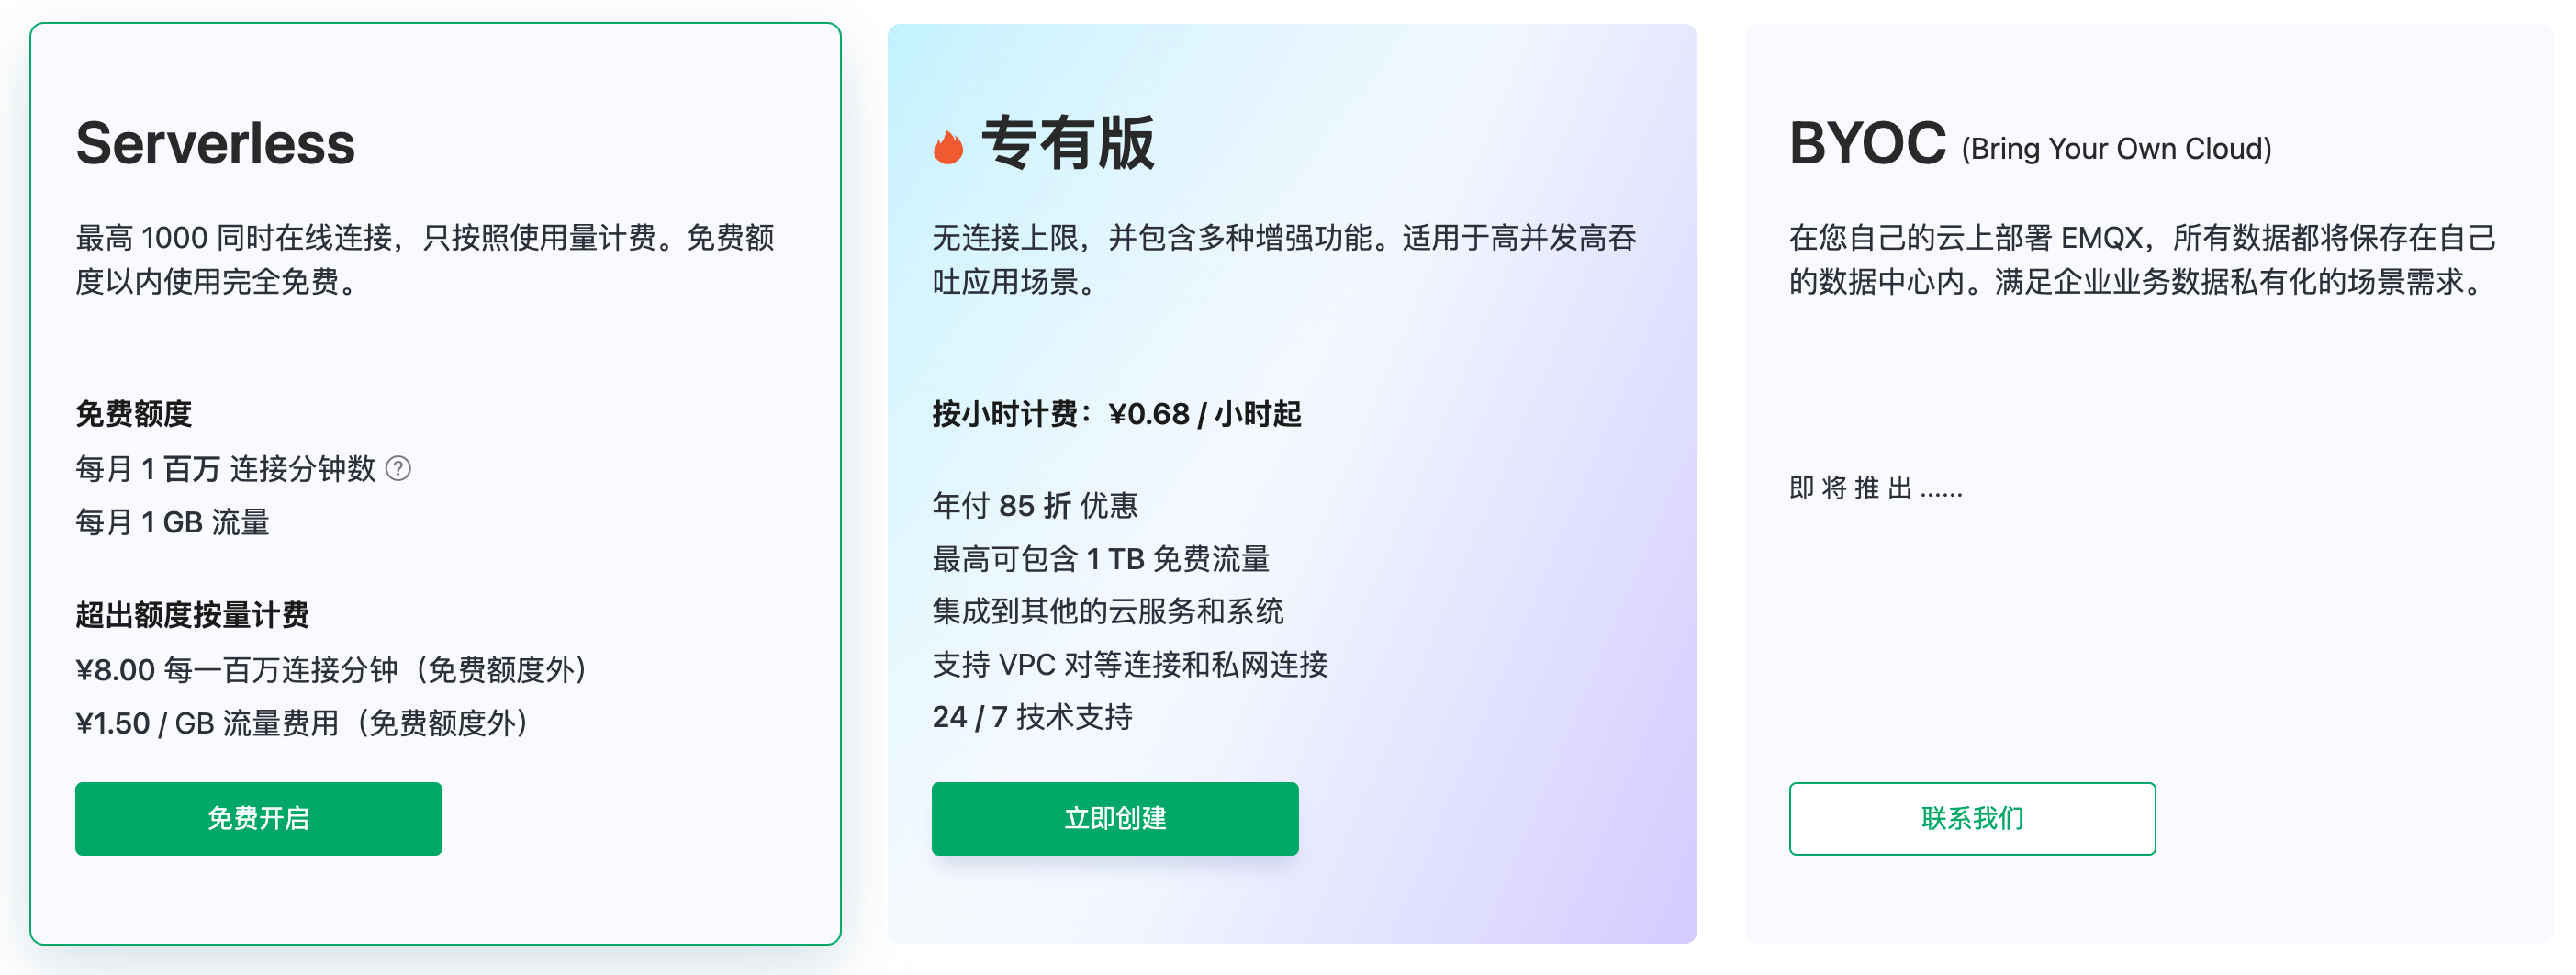 Serverless
最高 1000 同时在线连接，只按照使用量计费。免费额
度以内使用完全免费。
免费额度
每月 1 百万 连接分钟数 ?
每月 1 GB 流量
超出额度按量计费
¥8.00 每一百万连接分钟（免费额度外）
¥1.50 / GB 流量费用（免费额度外）
免费开启
专有版
无连接上限，并包含多种增强功能。适用于高并发高吞
吐应用场景。
按小时计费：¥0.68 / 小时起
年付 85 折 优惠
最高可包含 1 TB 免费流量
集成到其他的云服务和系统
支持 VPC 对等连接和私网连接
24 / 7 技术支持
立即创建
BYOC (Bring Your Own Cloud)
在您自己的云上部署 EMQX，所有数据都将保存在自己
的数据中心内。满足企业业务数据私有化的场景需求。
即 将 推 出 ......
联系我们